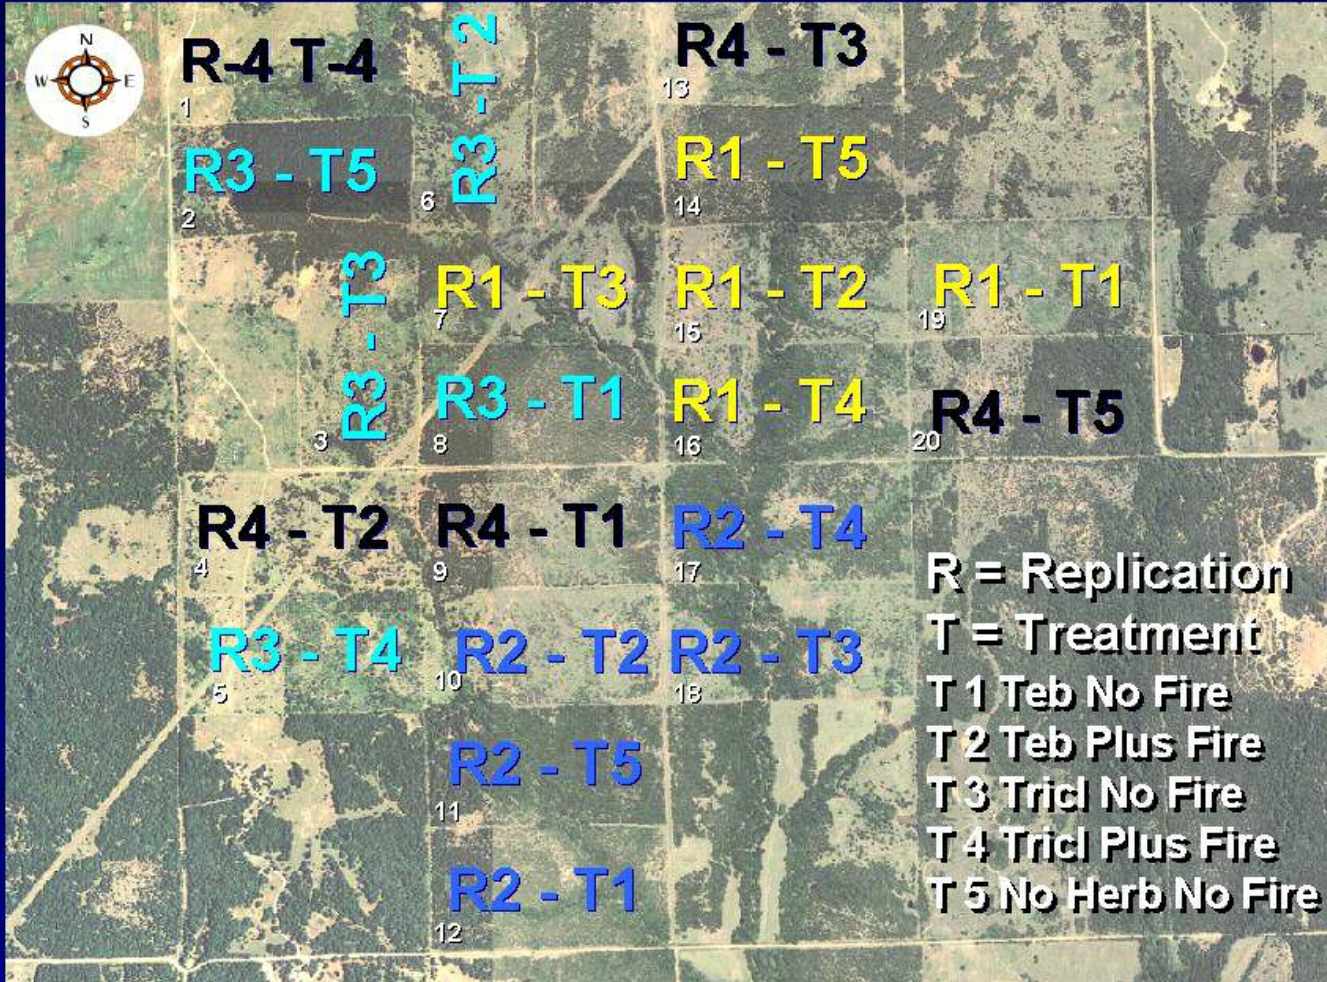 N
W E
S
R-4 T-4
1
R3 - T5
2
R3 -T 2
6
R4 - T3
13
R1 - T5
14
R3 - T3
3
R1 - T3
7
R1 - T2
15
R1 - T1
19
R3 - T1
8
R1 - T4
16
R4 - T5
20
R4 - T2
4
R4 - T1
9
R2 - T4
17
R3 - T4
5
R2 - T2
10
R2 - T3
18
R2 - T5
11
R2 - T1
12
R = Replication
T = Treatment
T 1 Teb No Fire
T 2 Teb Plus Fire
T 3 Tricl No Fire
T 4 Tricl Plus Fire
T 5 No Herb No Fire